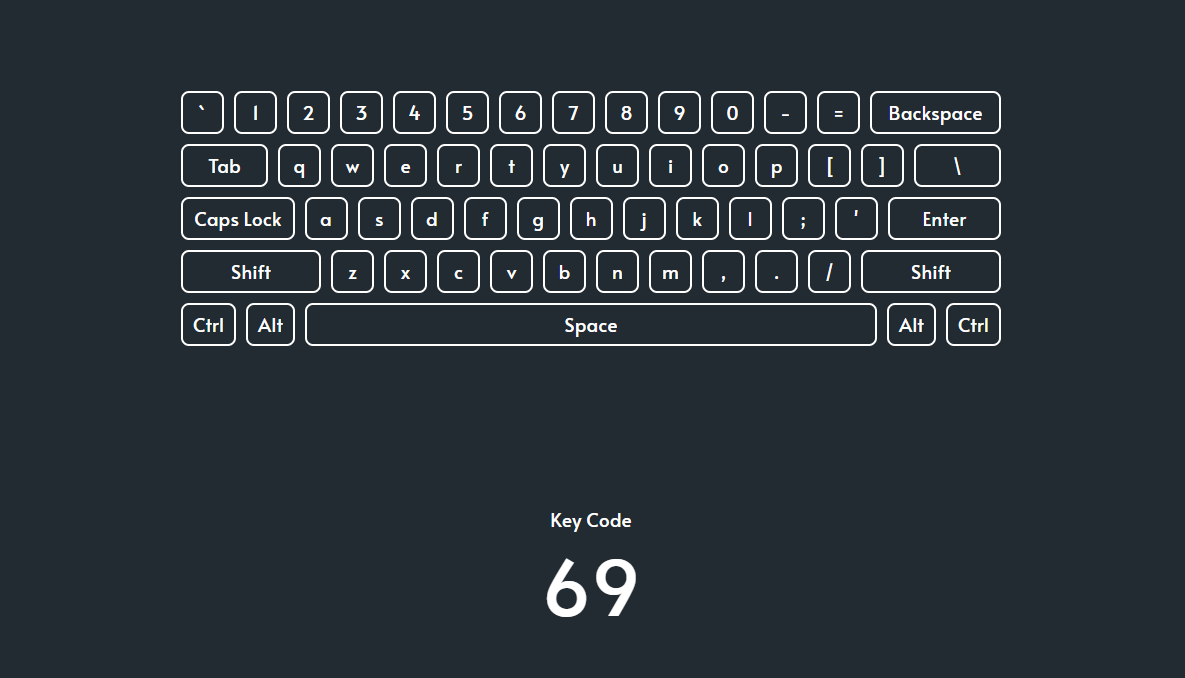 ` 1 2 3 4 5 6 7 8 9 0 - = Backspace
Tab q w e r t y u i o p [ ] \
Caps Lock a s d f g h j k l ; ' Enter
Shift z x c v b n m , . / Shift
Ctrl Alt Space Alt Ctrl
Key Code
69